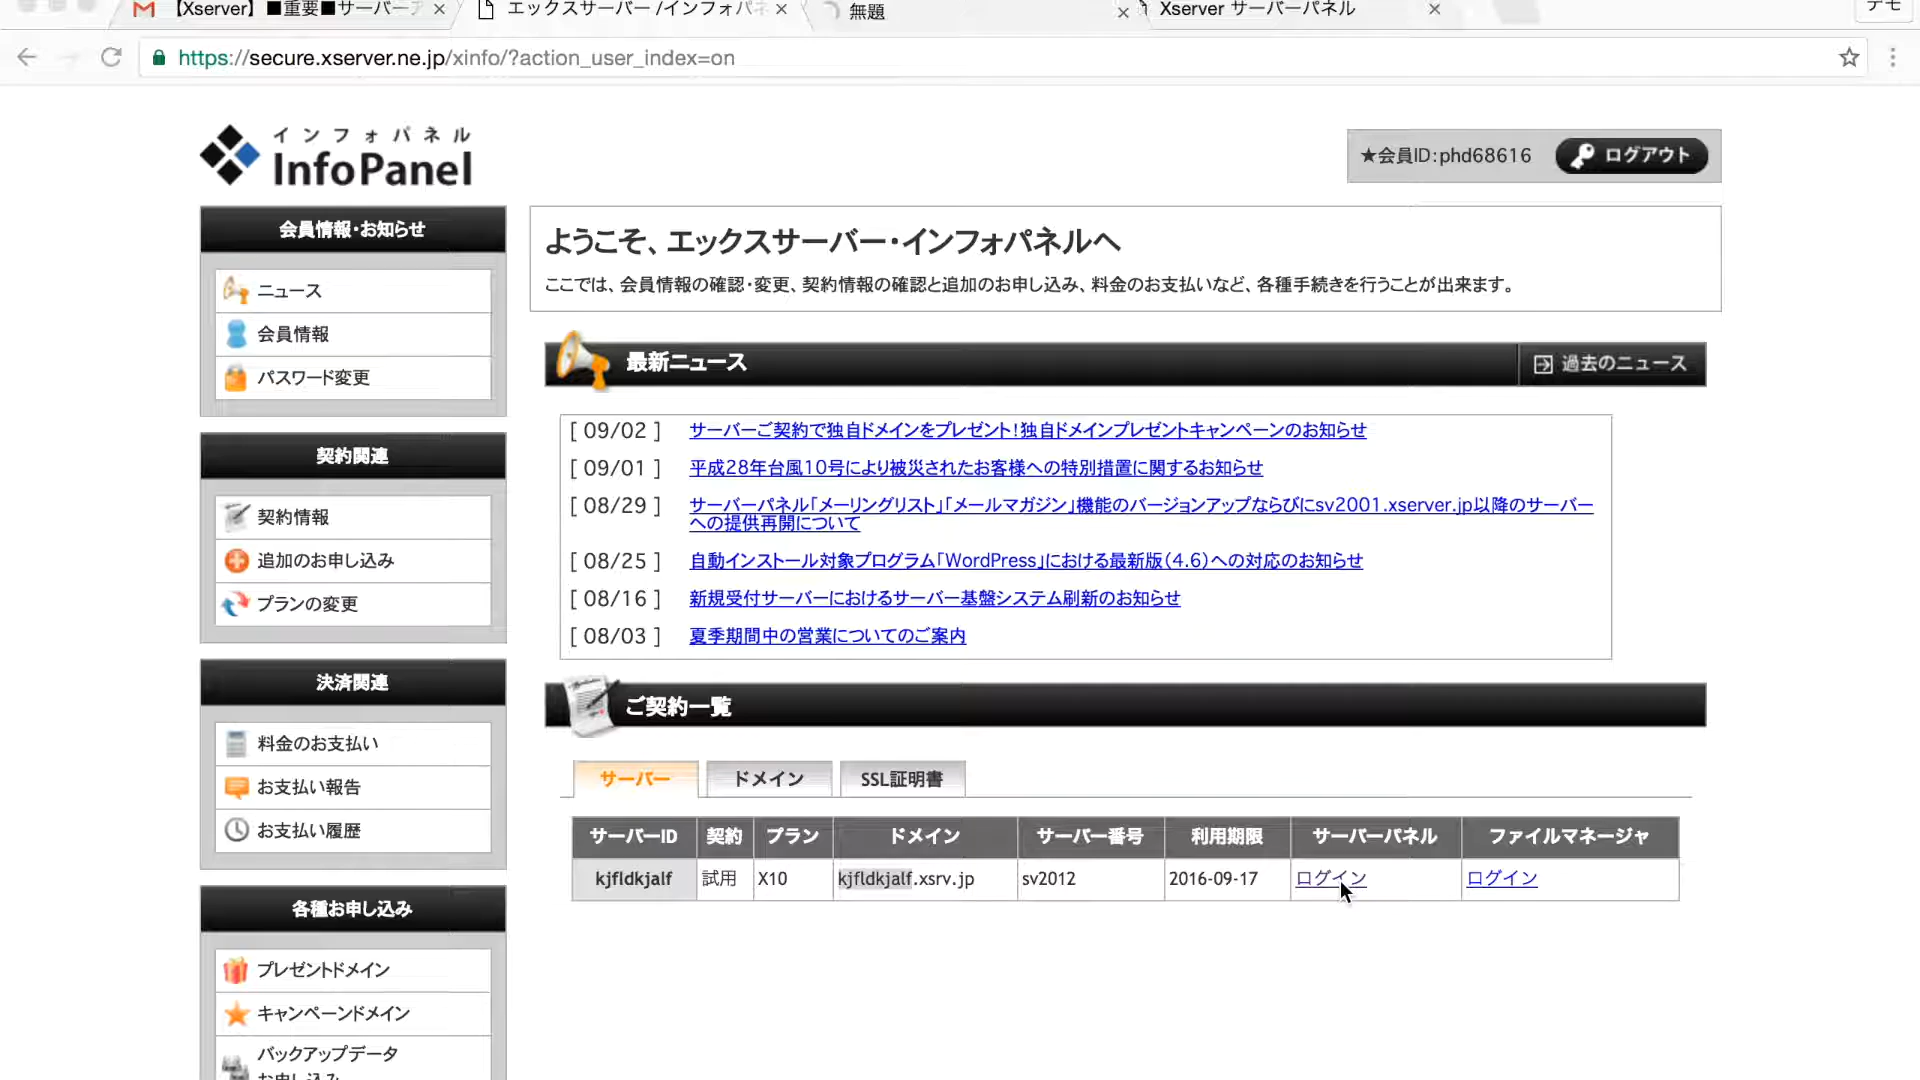 【Xserver】■重要■サーバーア
エックスサーバー /インフォパネ
無題
Xserver サーバーパネル
デモ
https://secure.xserver.ne.jp/xinfo/?action_user_index=on
インフォパネル
InfoPanel
★会員ID:phd68616
ログアウト
会員情報・お知らせ
ニュース
会員情報
パスワード変更
契約関連
契約情報
追加のお申し込み
プランの変更
決済関連
料金のお支払い
お支払い報告
お支払い履歴
各種お申し込み
プレゼントドメイン
キャンペーンドメイン
バックアップデータ
お申し込み
ようこそ、エックスサーバー・インフォパネルへ
ここでは、会員情報の確認・変更、契約情報の確認と追加のお申し込み、料金のお支払いなど、各種手続きを行うことが出来ます。
最新ニュース
過去のニュース
[ 09/02 ] サーバーご契約で独自ドメインをプレゼント!独自ドメインプレゼントキャンペーンのお知らせ
[ 09/01 ] 平成28年台風10号により被災されたお客様への特別措置に関するお知らせ
[ 08/29 ] サーバーパネル「メーリングリスト」「メールマガジン」機能のバージョンアップならびにsv2001.xserver.jp以降のサーバー
への提供再開について
[ 08/25 ] 自動インストール対象プログラム「WordPress」における最新版(4.6)への対応のお知らせ
[ 08/16 ] 新規受付サーバーにおけるサーバー基盤システム刷新のお知らせ
[ 08/03 ] 夏季期間中の営業についてのご案内
ご契約一覧
サーバー ドメイン SSL証明書
サーバーID 契約 プラン ドメイン サーバー番号 利用期限 サーバーパネル ファイルマネージャ
kjfldkjalf 試用 X10 kjfldkjalf.xsrv.jp sv2012 2016-09-17 ログイン ログイン